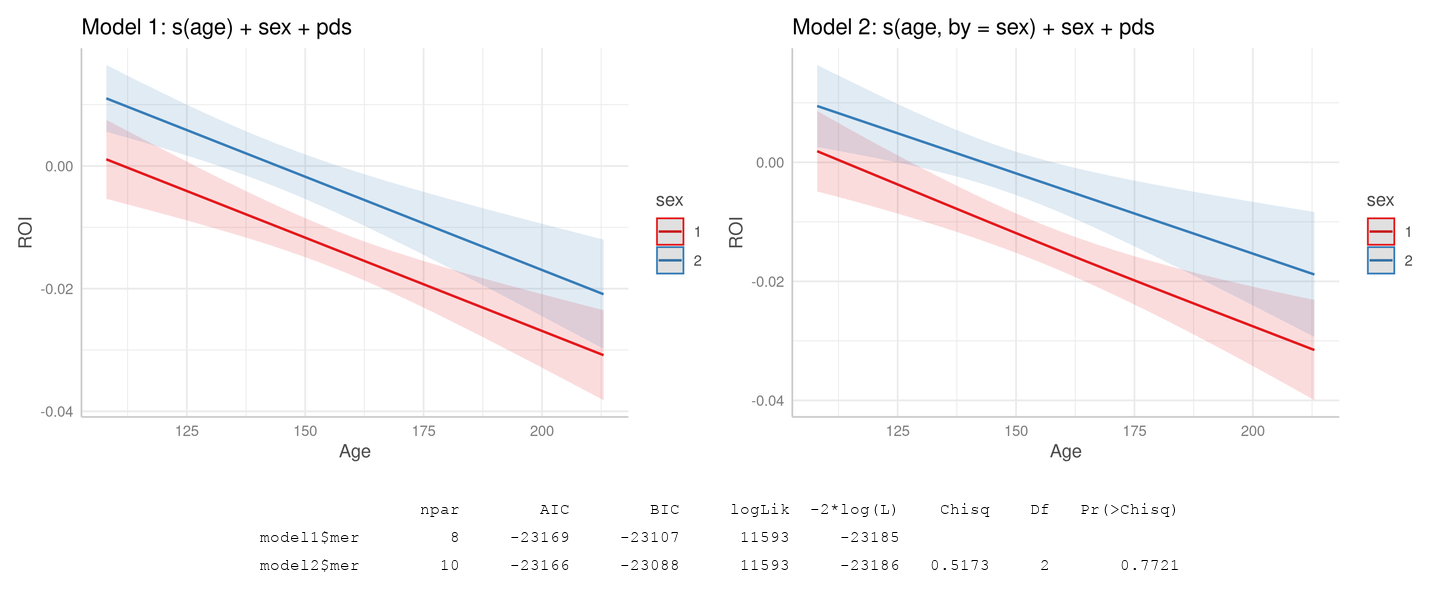 Model 1: s(age) + sex + pds
ROI
0.00
-0.02
-0.04
125 150 175 200
Age
sex
1
2
Model 2: s(age, by = sex) + sex + pds
ROI
0.00
-0.02
-0.04
125 150 175 200
Age
sex
1
2
npar AIC BIC logLik -2*log(L) Chisq Df Pr(>Chisq)
model1$mer 8 -23169 -23107 11593 -23185
model2$mer 10 -23166 -23088 11593 -23186 0.5173 2 0.7721